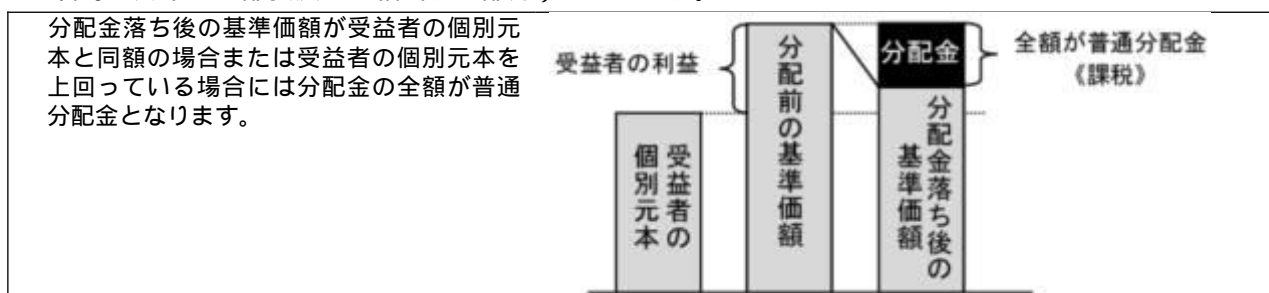 分配金落ち後の基準価額が受益者の個別元
本と同額の場合または受益者の個別元本を
上回っている場合には分配金の全額が普通
分配金となります。
受益者の利益
受益者の
個別元本
分配前の基準価額
分配金
分配金落ち後の
基準価額
全額が普通分配金
《課税》